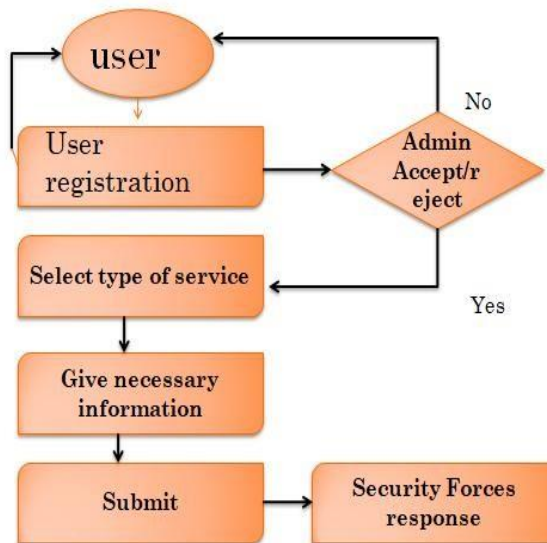 user
No
User
registration
Admin
Accept/r
eject
Select type of service
Yes
Give necessary
information
Submit
Security Forces
response